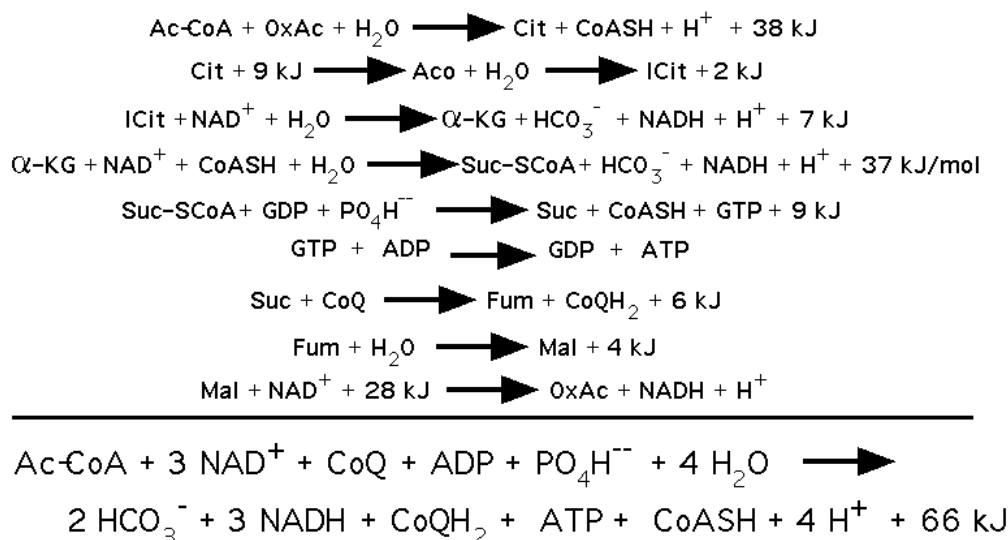 Ac-CoA + OxAc + H₂O → Cit + CoASH + H⁺ + 38 kJ
Cit + 9 kJ → Aco + H₂O → ICit + 2 kJ
ICit + NAD⁺ + H₂O → α-KG + HCO₃⁻ + NADH + H⁺ + 7 kJ
α-KG + NAD⁺ + CoASH + H₂O → Suc-SCoA + HCO₃⁻ + NADH + H⁺ + 37 kJ/mol
Suc-SCoA + GDP + PO₄H⁻⁻ → Suc + CoASH + GTP + 9 kJ
GTP + ADP → GDP + ATP
Suc + CoQ → Fum + CoQH₂ + 6 kJ
Fum + H₂O → Mal + 4 kJ
Mal + NAD⁺ + 28 kJ → OxAc + NADH + H⁺
Ac-CoA + 3 NAD⁺ + CoQ + ADP + PO₄H⁻⁻ + 4 H₂O →
2 HCO₃⁻ + 3 NADH + CoQH₂ + ATP + CoASH + 4 H⁺ + 66 kJ